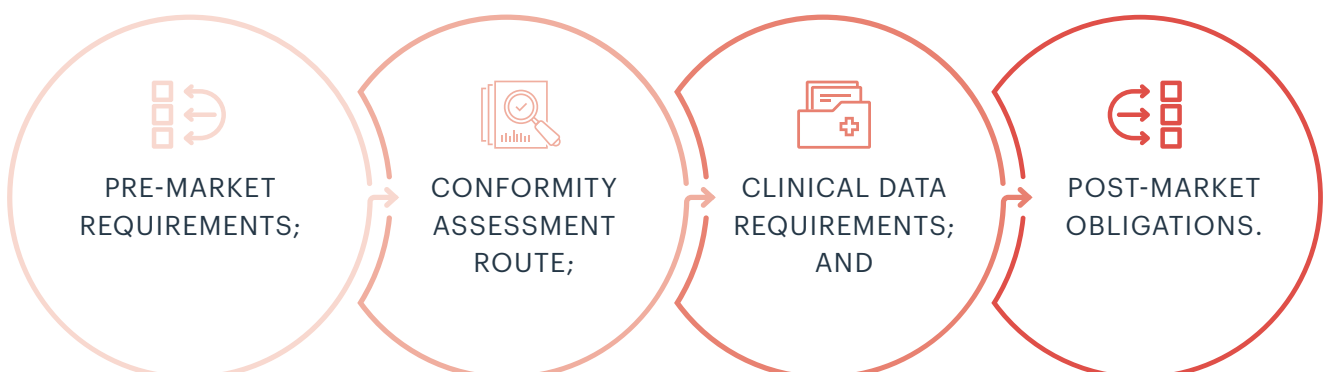 PRE-MARKET
REQUIREMENTS;
CONFORMITY
ASSESSMENT
ROUTE;
CLINICAL DATA
REQUIREMENTS;
AND
POST-MARKET
OBLIGATIONS.